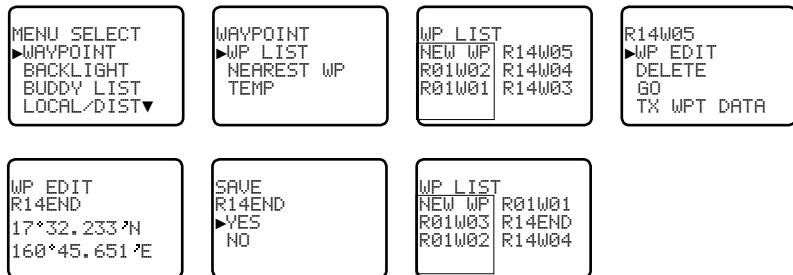 MENU SELECT
►WAYPOINT
BACKLIGHT
BUDDY LIST
LOCAL/DIST▼
WAYPOINT
►WP LIST
NEAREST WP
TEMP
WP LIST
NEW WP R14W05
R01W02 R14W04
R01W01 R14W03
R14W05
►WP EDIT
DELETE
GO
TX WPT DATA
WP EDIT
R14END
17°32.233'N
160°45.651'E
SAVE
R14END
►YES
NO
WP LIST
NEW WP R01W01
R01W03 R14END
R01W02 R14W04